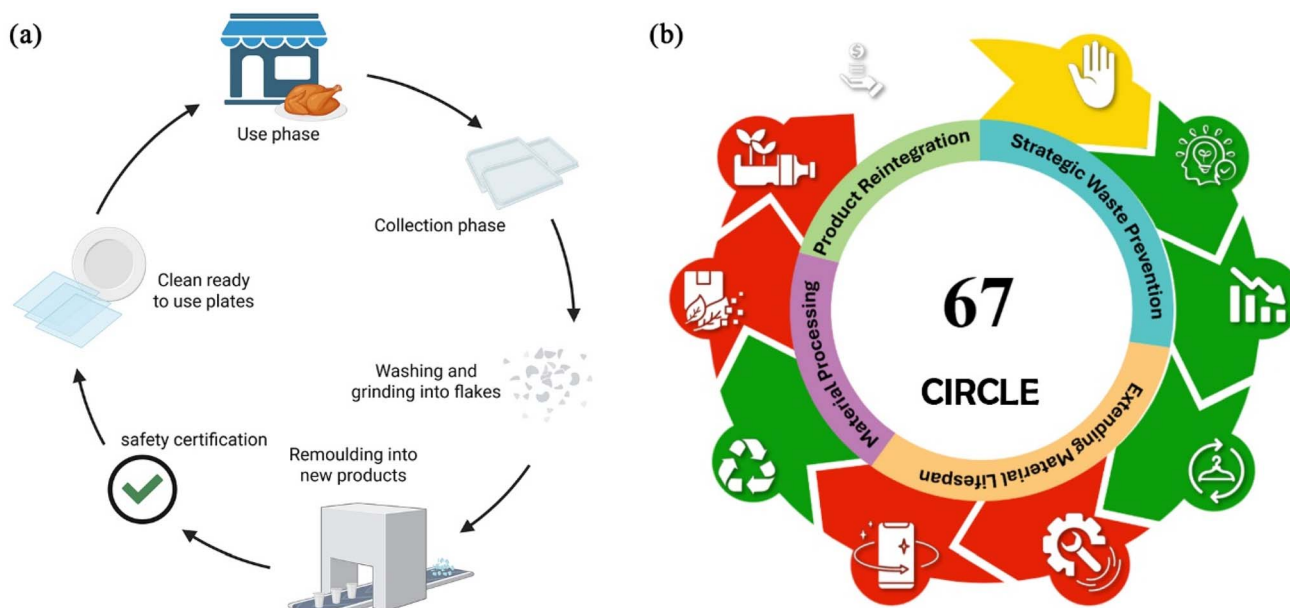 (a)
Use phase
Collection phase
Washing and
grinding into flakes
Remoulding into
new products
safety certification
Clean ready
to use plates
(b)
Strategic Waste Prevention
Extending Material Lifespan
Material Processing
Product Reintegration
67
CIRCLE
$